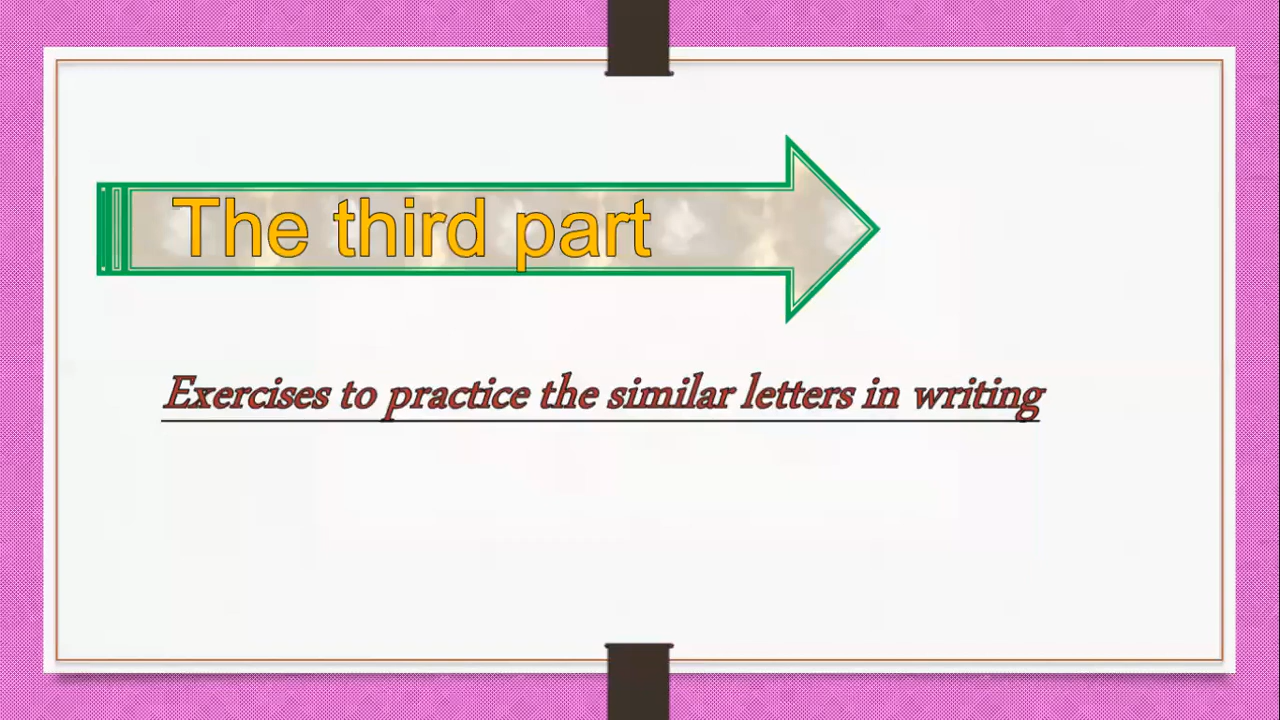 The third part
Exercises to practice the similar letters in writing